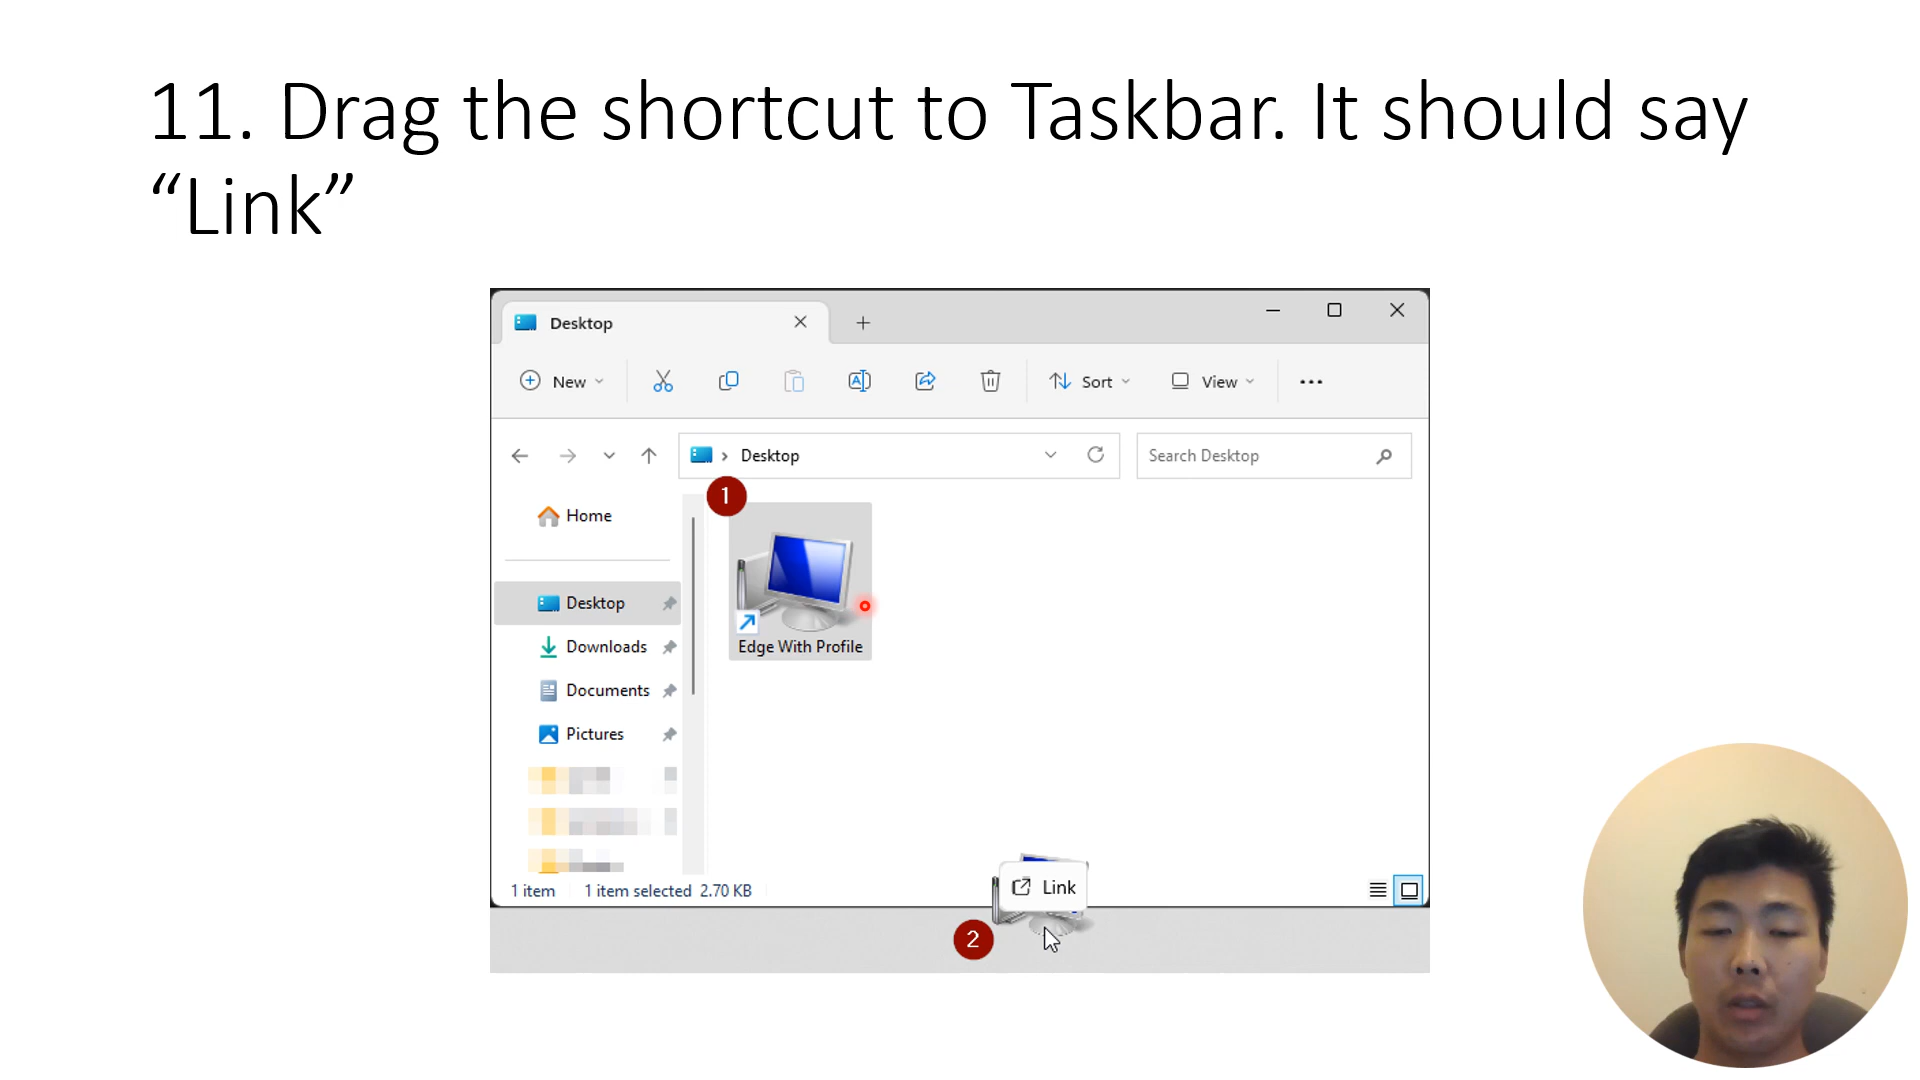 11. Drag the shortcut to Taskbar. It should say
“Link”
Desktop
New
Sort
View
Desktop
Search Desktop
1
Home
Desktop
Edge With Profile
Downloads
Documents
Pictures
1 item
1 item selected 2.70 KB
Link
2